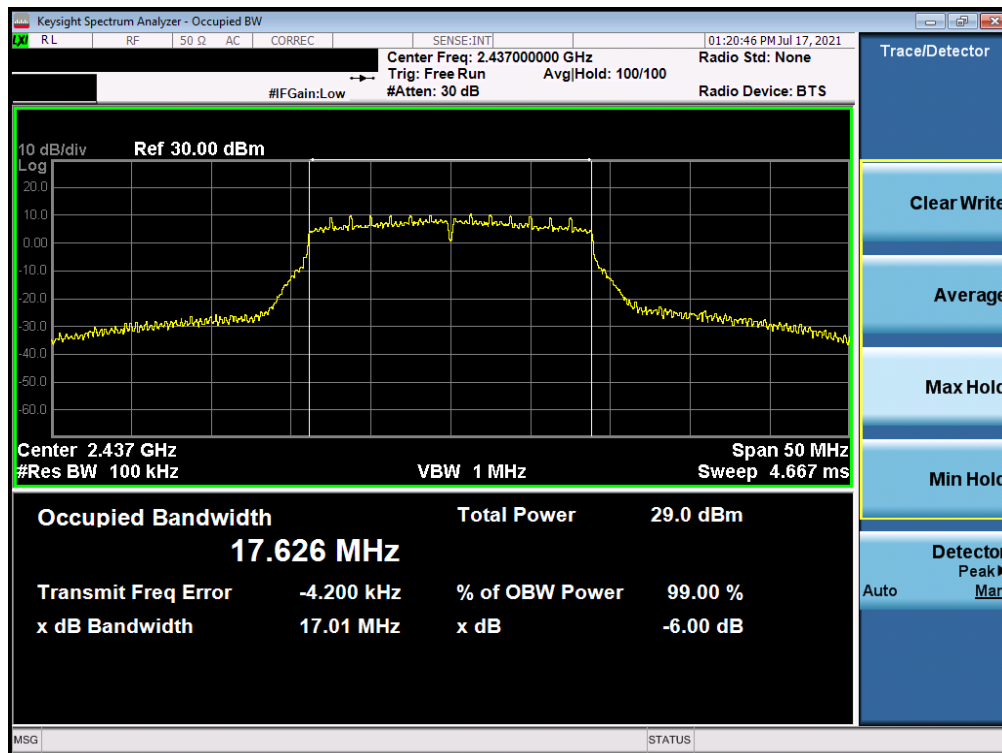 Keysight Spectrum Analyzer - Occupied BW
LXI RL RF 50 Ω AC CORREC SENSE:INT 01:20:46 PM Jul 17, 2021
Center Freq: 2.437000000 GHz Radio Std: None
Trig: Free Run Avg|Hold: 100/100
#IFGain:Low #Atten: 30 dB Radio Device: BTS
10 dB/div Ref 30.00 dBm
Log
20.0
10.0
0.00
-10.0
-20.0
-30.0
-40.0
-50.0
-60.0
Center 2.437 GHz Span 50 MHz
#Res BW 100 kHz VBW 1 MHz Sweep 4.667 ms
Occupied Bandwidth Total Power 29.0 dBm
17.626 MHz
Transmit Freq Error -4.200 kHz % of OBW Power 99.00 %
x dB Bandwidth 17.01 MHz x dB -6.00 dB
MSG STATUS
Trace/Detector
Clear Write
Average
Max Hold
Min Hold
Detector
Peak
Auto Man